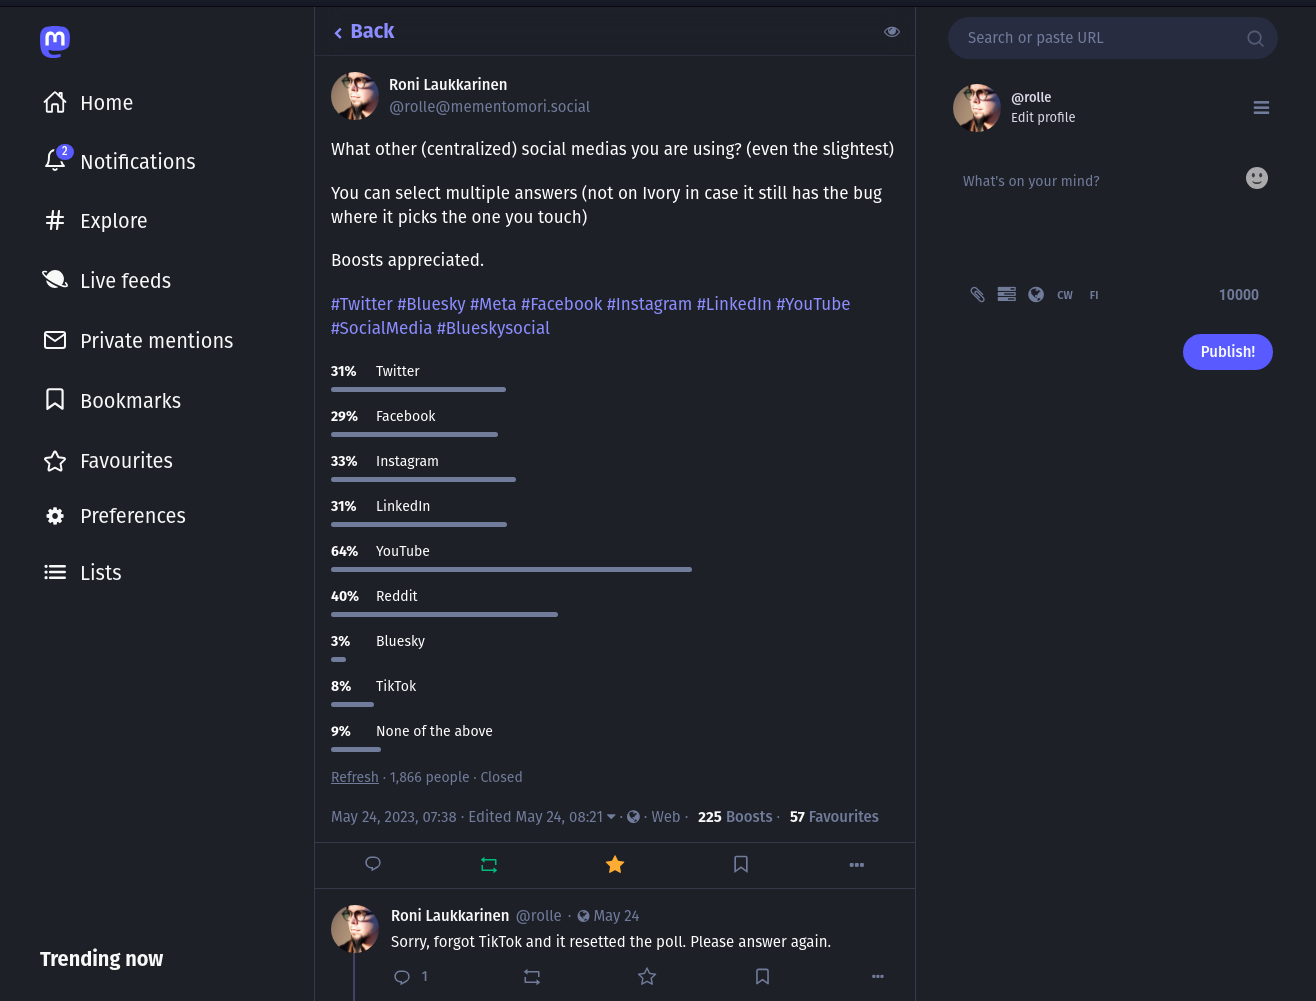 Home
2
Notifications
Explore
Live feeds
Private mentions
Bookmarks
Favourites
Preferences
Lists
Trending now
Back
Roni Laukkarinen
@rolle@mementomori.social
What other (centralized) social medias you are using? (even the slightest)
You can select multiple answers (not on Ivory in case it still has the bug
where it picks the one you touch)
Boosts appreciated.
#Twitter #Bluesky #Meta #Facebook #Instagram #LinkedIn #YouTube
#SocialMedia #Blueskysocial
31% Twitter
29% Facebook
33% Instagram
31% LinkedIn
64% YouTube
40% Reddit
3% Bluesky
8% TikTok
9% None of the above
Refresh · 1,866 people · Closed
May 24, 2023, 07:38 · Edited May 24, 08:21 · Web · 225 Boosts · 57 Favourites
Roni Laukkarinen @rolle · May 24
Sorry, forgot TikTok and it resetted the poll. Please answer again.
1
Search or paste URL
@rolle
Edit profile
What's on your mind?
CW FI 10000
Publish!